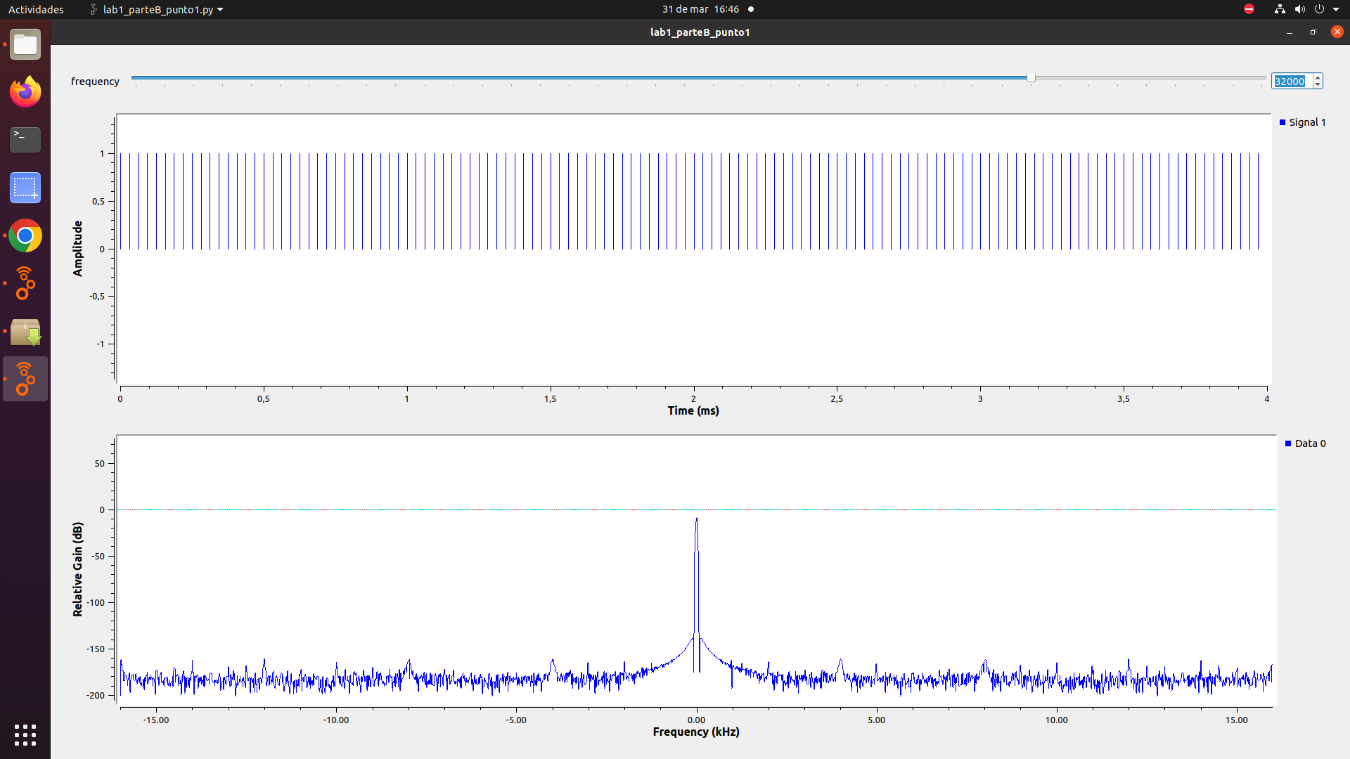 Actividades lab1_parteB_punto1.py 31 de mar 16:46
lab1_parteB_punto1
frequency 32000
Signal 1
1
0,5
0
-0,5
-1
Amplitude
0 0,5 1 1,5 2 2,5 3 3,5 4
Time (ms)
Data 0
50
0
-50
-100
-150
-200
Relative Gain (dB)
-15.00 -10.00 -5.00 0.00 5.00 10.00 15.00
Frequency (kHz)